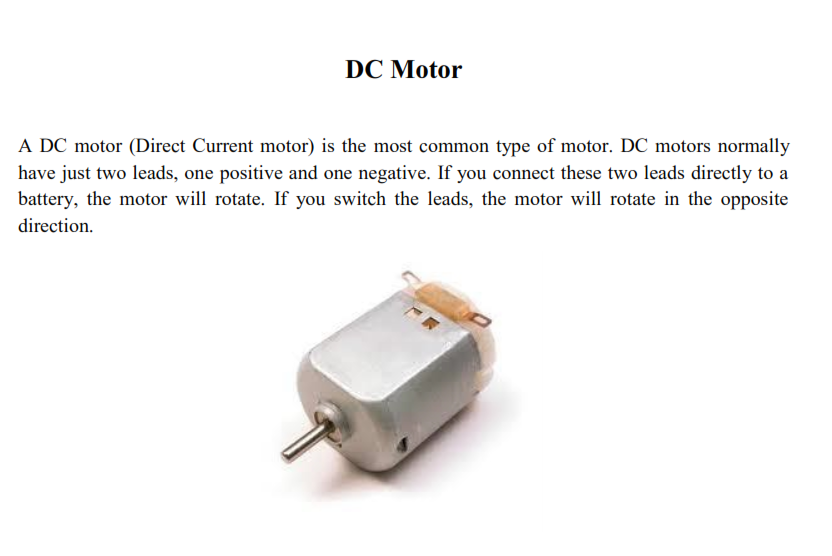 DC Motor
A DC motor (Direct Current motor) is the most common type of motor. DC motors normally
have just two leads, one positive and one negative. If you connect these two leads directly to a
battery, the motor will rotate. If you switch the leads, the motor will rotate in the opposite
direction.